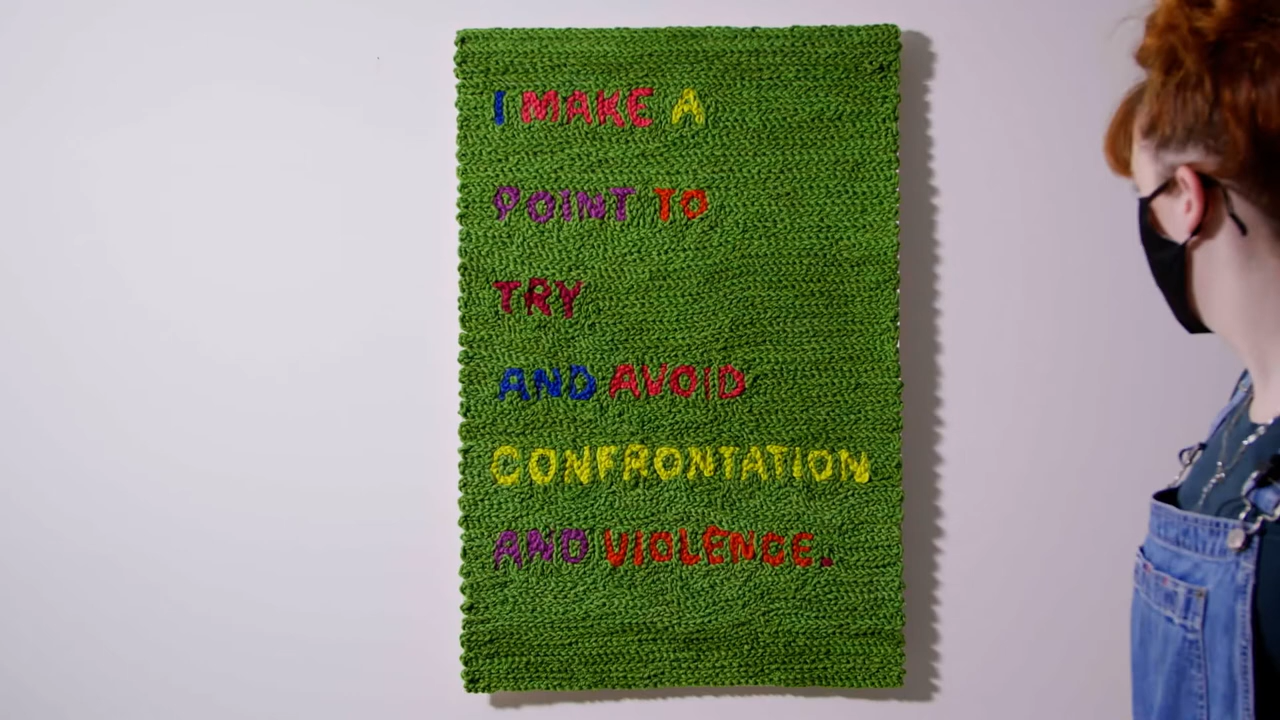 I MAKE A
POINT TO
TRY
AND AVOID
CONFRONTATION
AND VIOLENCE.